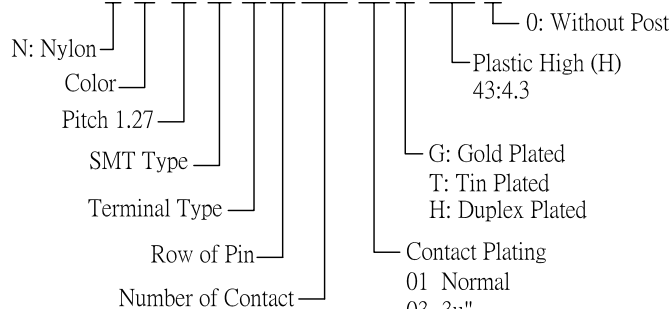 0: Without Post
N: Nylon
Plastic High (H)
43:4.3
Color
Pitch 1.27
SMT Type
G: Gold Plated
T: Tin Plated
H: Duplex Plated
Terminal Type
Row of Pin
Contact Plating
01 Normal
Number of Contact